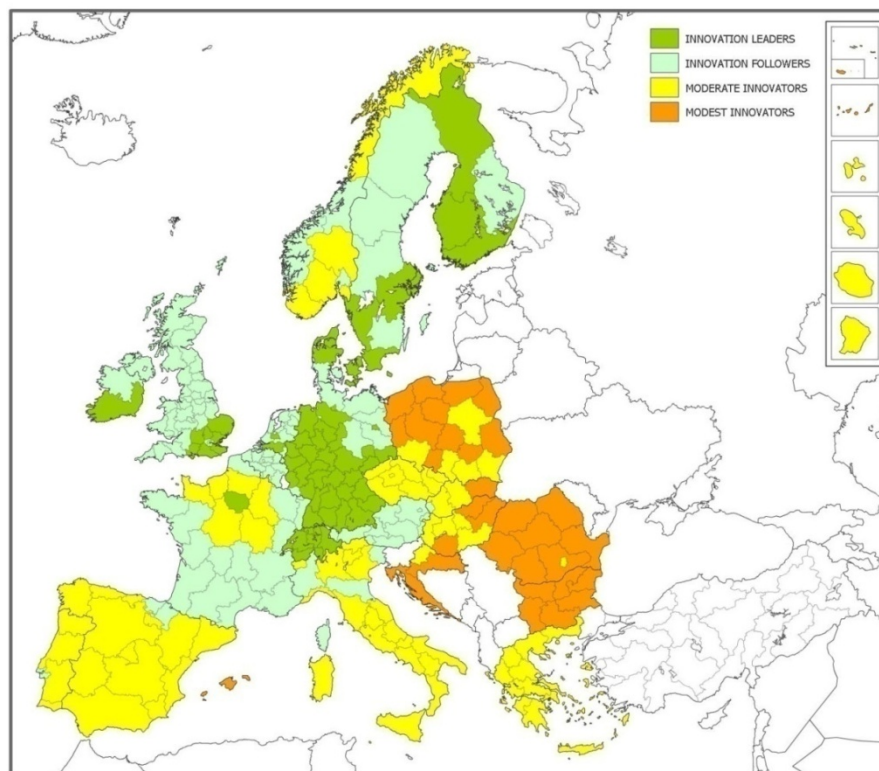 INNOVATION LEADERS
INNOVATION FOLLOWERS
MODERATE INNOVATORS
MODEST INNOVATORS